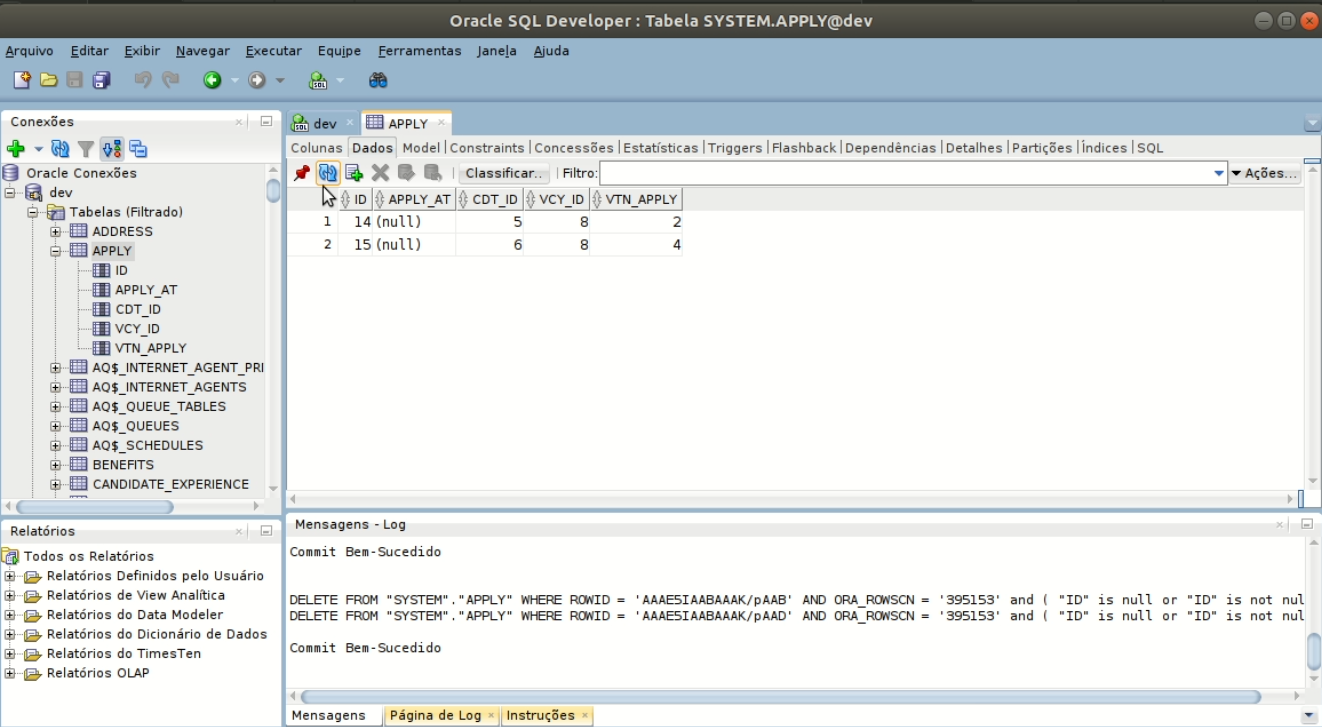 Oracle SQL Developer : Tabela SYSTEM.APPLY@dev
Arquivo Editar Exibir Navegar Executar Equipe Ferramentas Janela Ajuda
Conexões
Oracle Conexões
dev
Tabelas (Filtrado)
ADDRESS
APPLY
ID
APPLY_AT
CDT_ID
VCY_ID
VTN_APPLY
AQ$_INTERNET_AGENT_PRI
AQ$_INTERNET_AGENTS
AQ$_QUEUE_TABLES
AQ$_QUEUES
AQ$_SCHEDULES
BENEFITS
CANDIDATE_EXPERIENCE
Relatórios
Todos os Relatórios
Relatórios Definidos pelo Usuário
Relatórios de View Analítica
Relatórios do Data Modeler
Relatórios do Dicionário de Dados
Relatórios do TimesTen
Relatórios OLAP
dev APPLY
Colunas Dados Model Constraints Concessões Estatísticas Triggers Flashback Dependências Detalhes Partições Índices SQL
Classificar.. Filtro: Ações...
ID APPLY_AT CDT_ID VCY_ID VTN_APPLY
1 14 (null) 5 8 2
2 15 (null) 6 8 4
Mensagens - Log
Commit Bem-Sucedido
DELETE FROM "SYSTEM"."APPLY" WHERE ROWID = 'AAAE5IAABAAAK/pAAB' AND ORA_ROWSCN = '395153' and ( "ID" is null or "ID" is not nul
DELETE FROM "SYSTEM"."APPLY" WHERE ROWID = 'AAAE5IAABAAAK/pAAD' AND ORA_ROWSCN = '395153' and ( "ID" is null or "ID" is not nul
Commit Bem-Sucedido
Mensagens Página de Log Instruções